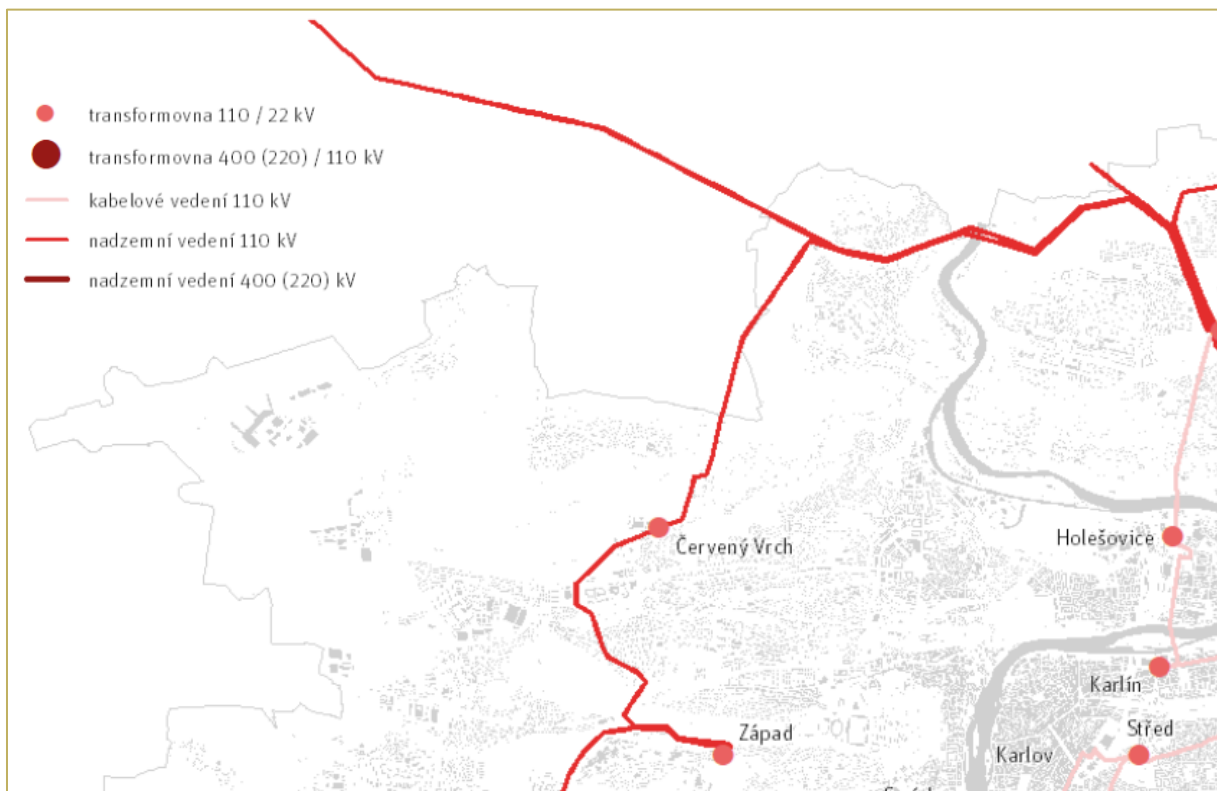 transformovna 110 / 22 kV
transformovna 400 (220) / 110 kV
kabelové vedení 110 kV
nadzemní vedení 110 kV
nadzemní vedení 400 (220) kV
Holešovice
Červený Vrch
Karlín
Střed
Západ
Karlov